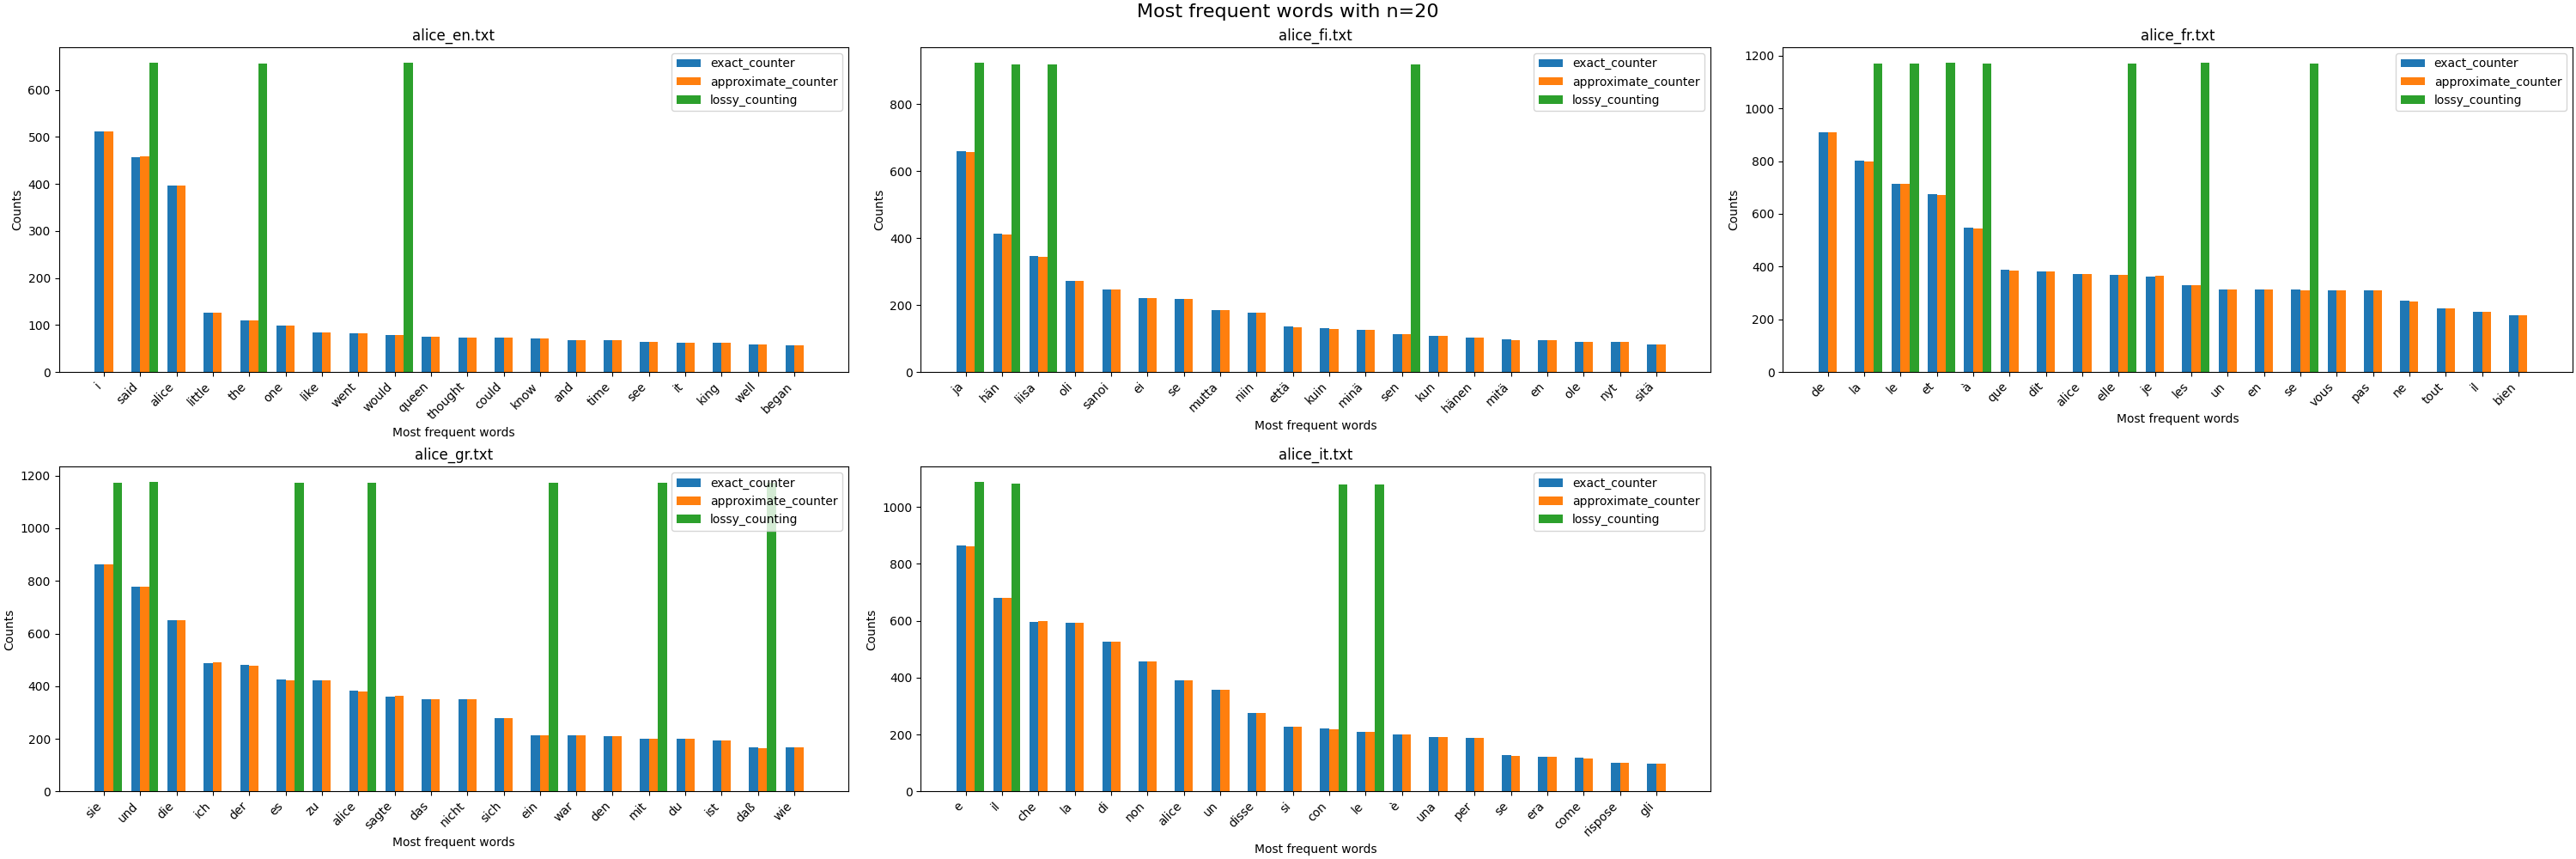 Most frequent words with n=20
alice_en.txt
exact_counter
approximate_counter
lossy_counting
Counts
600
500
400
300
200
100
0
i said alice little the one like went would queen thought could know and time see it king well began
Most frequent words
alice_fi.txt
exact_counter
approximate_counter
lossy_counting
Counts
800
600
400
200
0
ja hän liisa oli sanoi ei se mutta niin että kuin minä sen kun hänen mitä en ole nyt sitä
Most frequent words
alice_fr.txt
exact_counter
approximate_counter
lossy_counting
Counts
1200
1000
800
600
400
200
0
de la le et à que dit alice elle je les un en se vous pas ne tout il bien
Most frequent words
alice_gr.txt
exact_counter
approximate_counter
lossy_counting
Counts
1200
1000
800
600
400
200
0
sie und die ich der es zu alice sagte das nicht sich ein war den mit du ist daß wie
Most frequent words
alice_it.txt
exact_counter
approximate_counter
lossy_counting
Counts
1000
800
600
400
200
0
e il che la di non alice un disse si con le è una per se era come rispose gli
Most frequent words